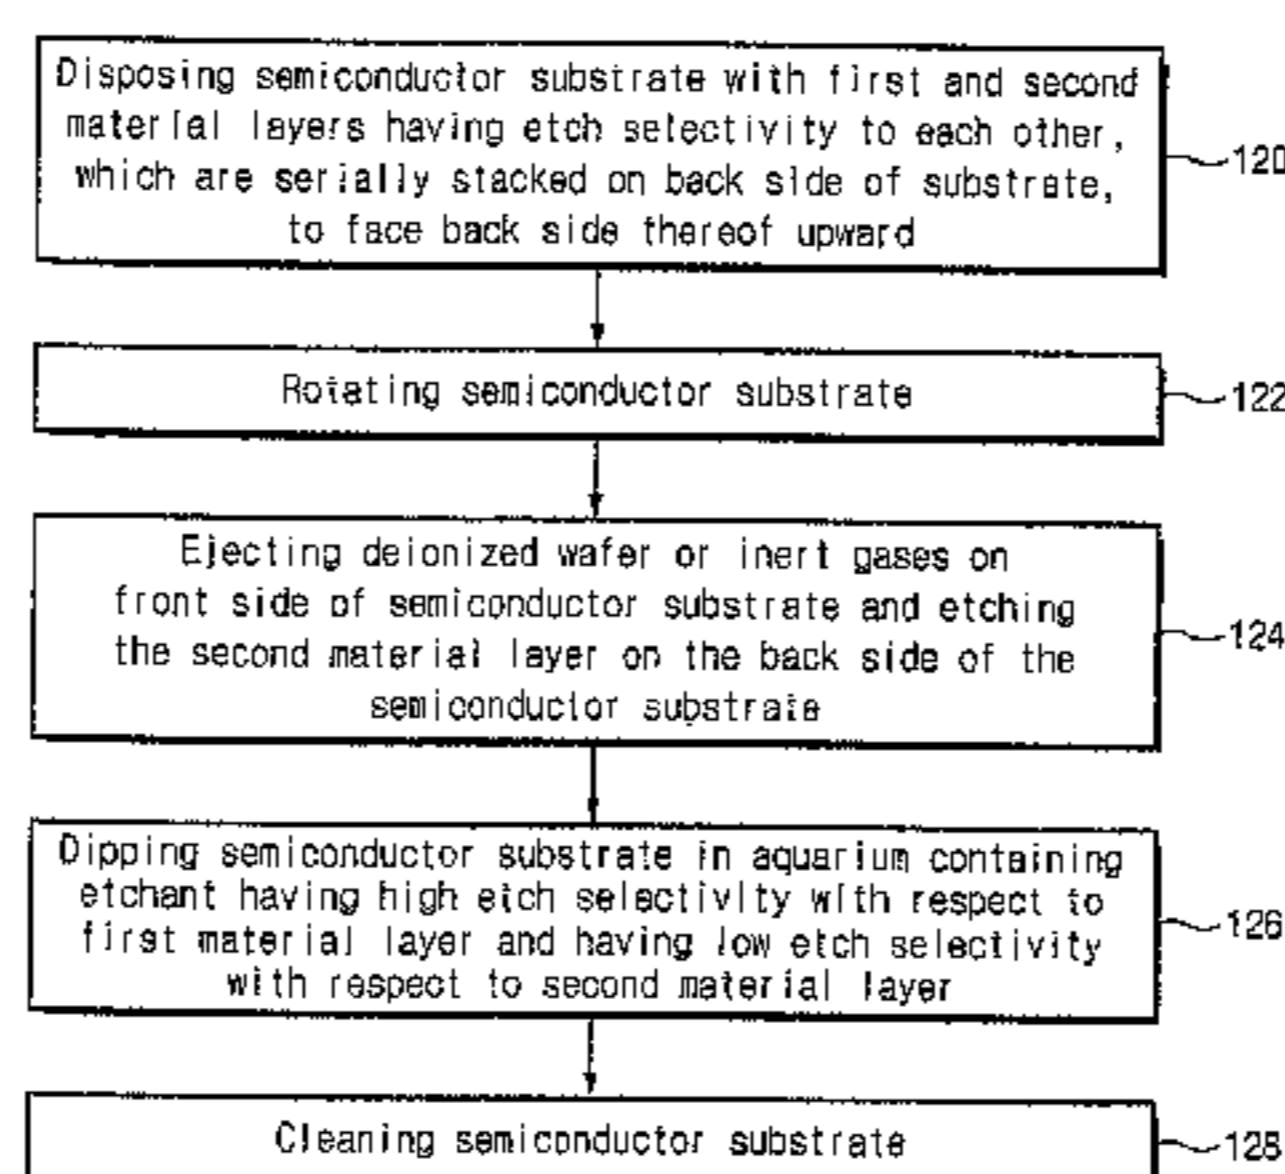 Disposing semiconductor substrate with first and second
material layers having etch selectivity to each other,
which are serially stacked on back side of substrate,
to face back side thereof upward
120
Rotating semiconductor substrate
122
Ejecting deionized wafer or inert gases on
front side of semiconductor substrate and etching
the second material layer on the back side of the
semiconductor substrate
124
Dipping semiconductor substrate in aquarium containing
etchant having high etch selectivity with respect to
first material layer and having low etch selectivity
with respect to second material layer
126
Cleaning semiconductor substrate
128